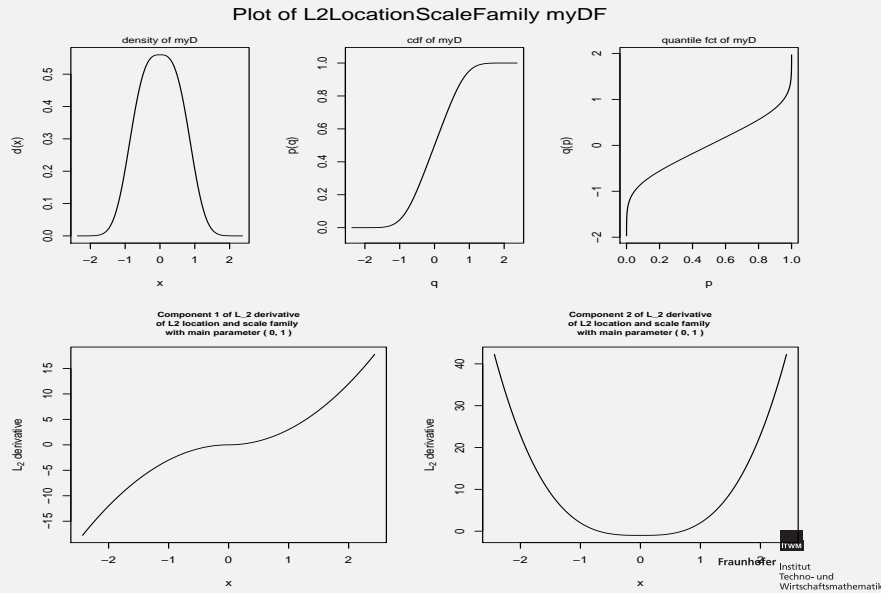 Plot of L2LocationScaleFamily myDF
density of myD
cdf of myD
quantile fct of myD
d(x)
0.0 0.1 0.2 0.3 0.4 0.5
−2 −1 0 1 2
x
p(q)
0.0 0.2 0.4 0.6 0.8 1.0
−2 −1 0 1 2
q
q(p)
−2 −1 0 1 2
0.0 0.2 0.4 0.6 0.8 1.0
p
Component 1 of L_2 derivative
of L2 location and scale family
with main parameter ( 0, 1 )
L2 derivative
−15 −10 −5 0 5 10 15
−2 −1 0 1 2
x
Component 2 of L_2 derivative
of L2 location and scale family
with main parameter ( 0, 1 )
L2 derivative
0 10 20 30 40
−2 −1 0 1 2
x
ITWM
Fraunhofer
Institut
Techno- und
Wirtschaftsmathematik